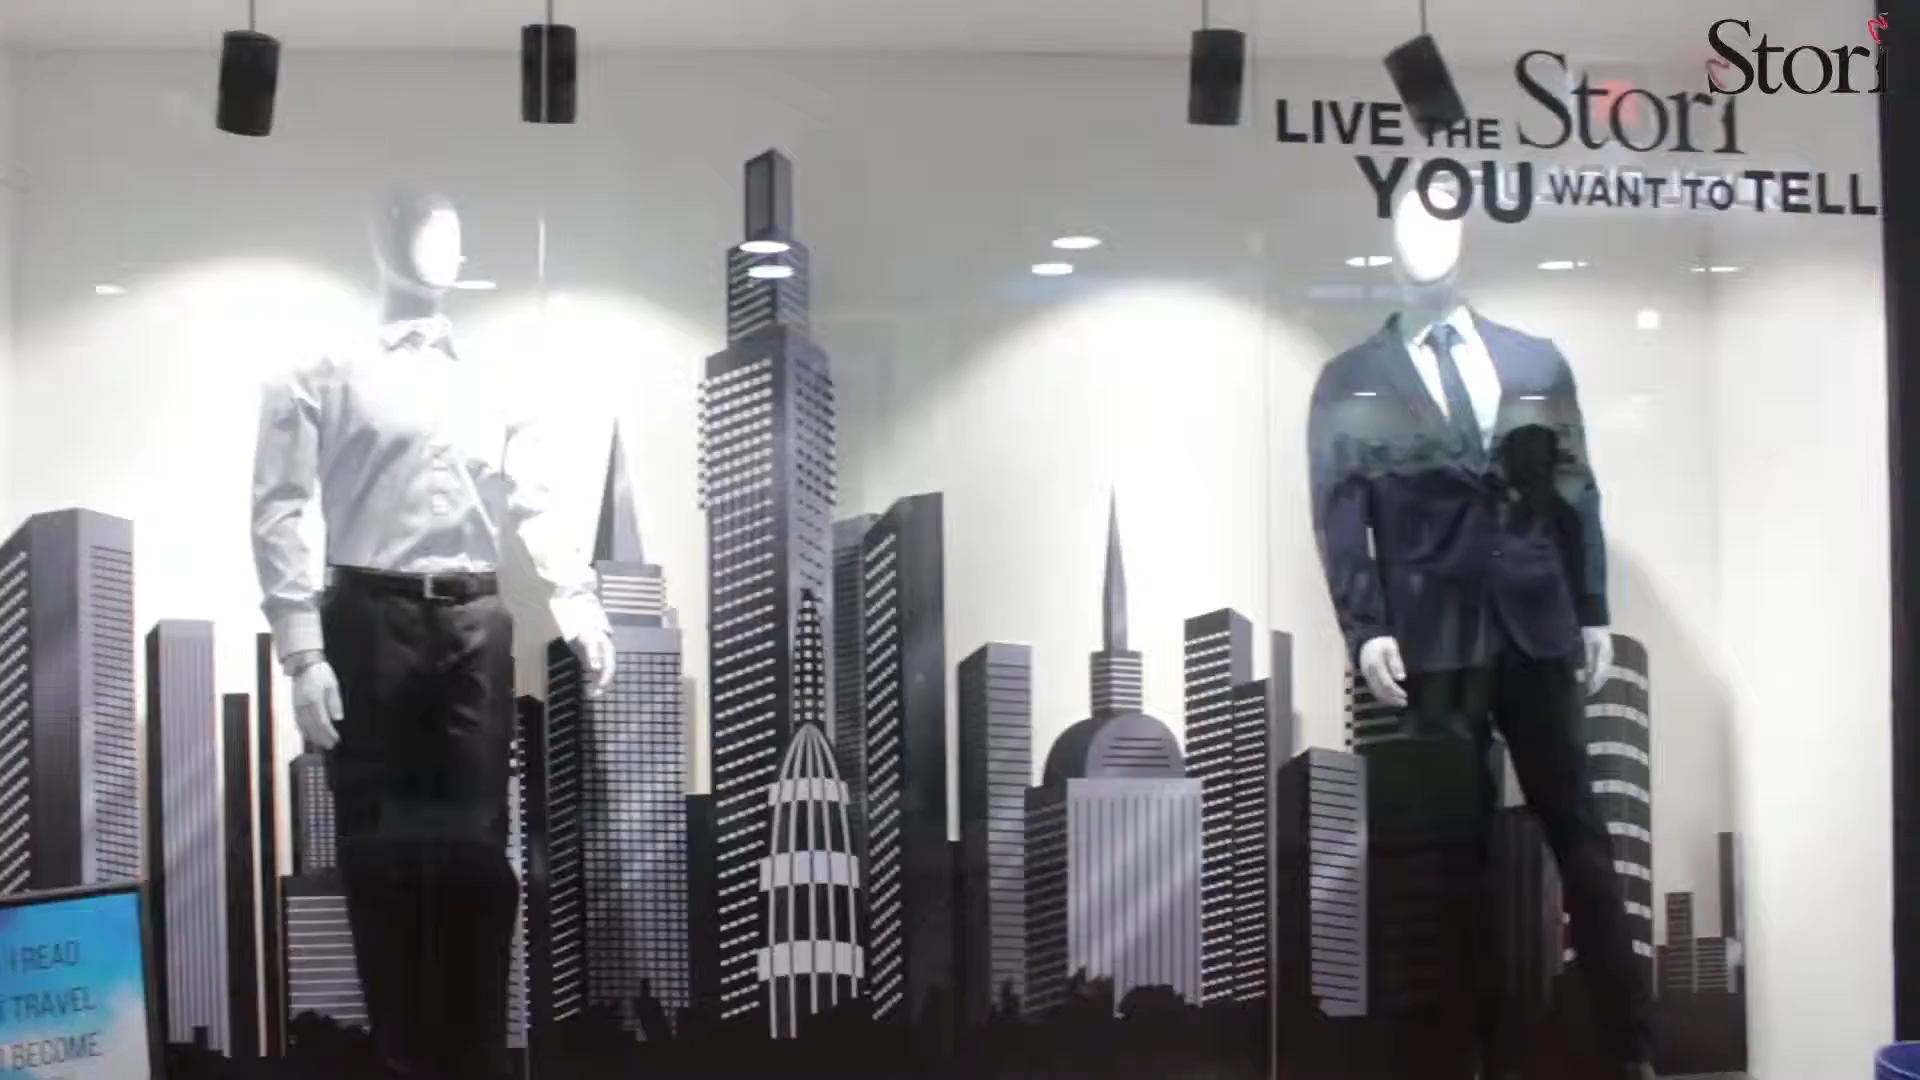 Stori
LIVE THE Stori
YOU WANT TO TELL
I READ
TRAVEL
BECOME